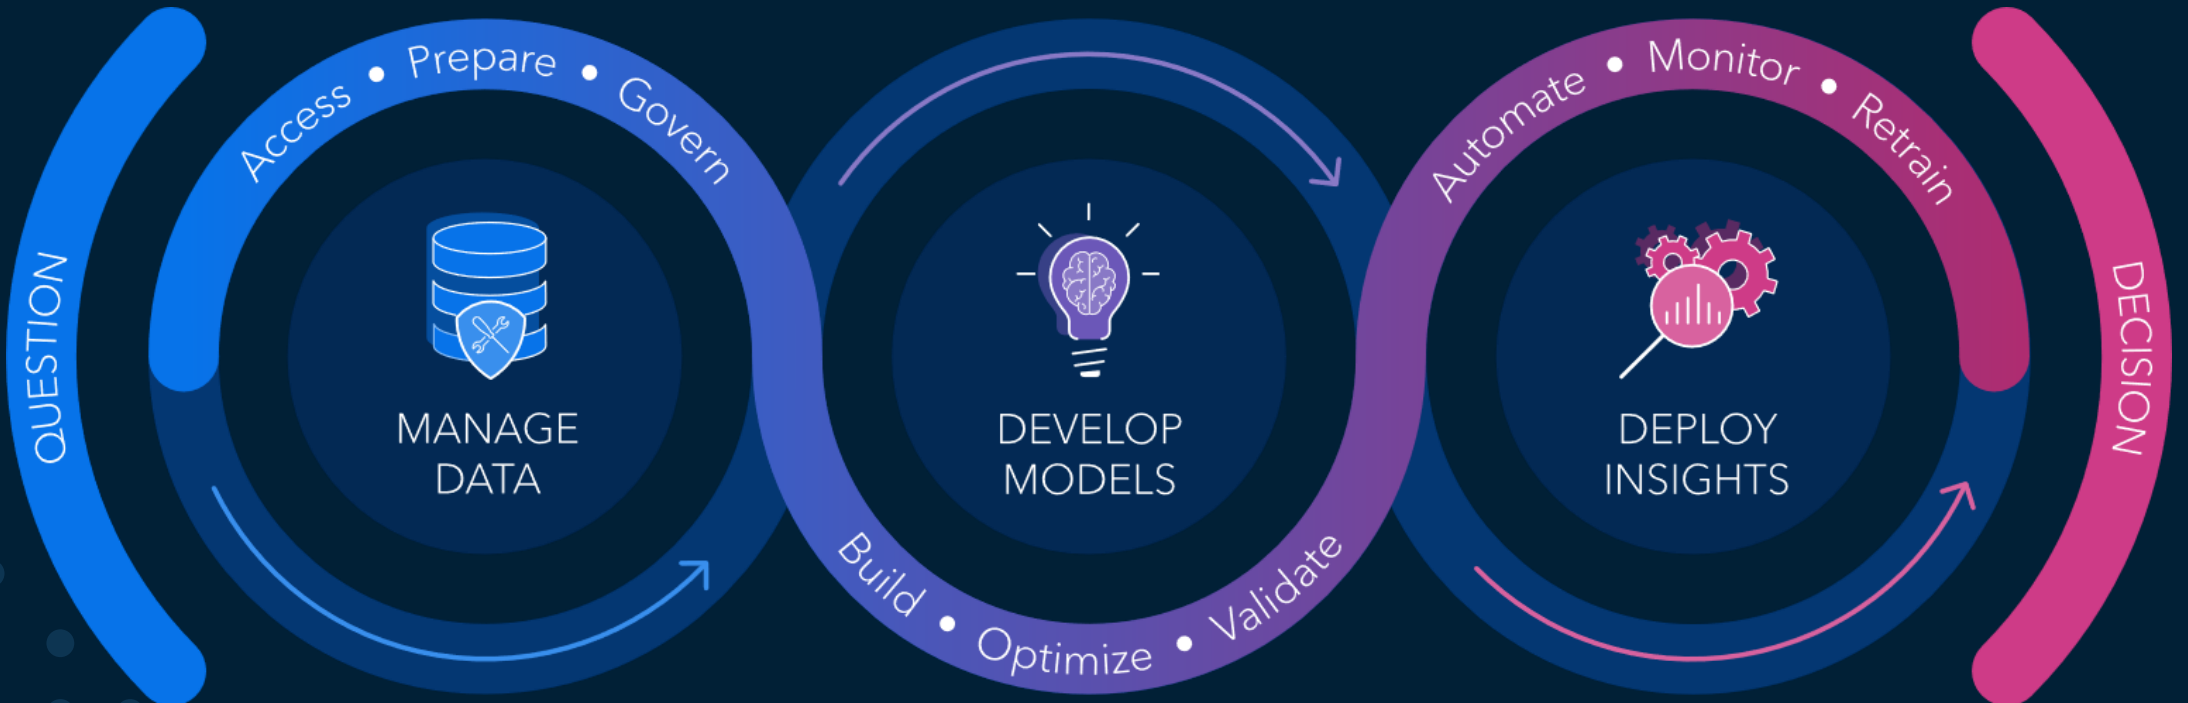 QUESTION
Access • Prepare • Govern
MANAGE
DATA
Build • Optimize • Validate
DEVELOP
MODELS
Automate • Monitor • Retrain
DEPLOY
INSIGHTS
DECISION